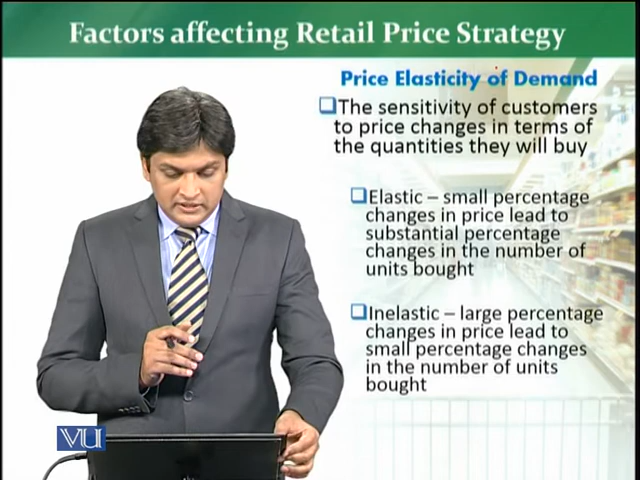 Factors affecting Retail Price Strategy
Price Elasticity of Demand
The sensitivity of customers
to price changes in terms of
the quantities they will buy
Elastic – small percentage
changes in price lead to
substantial percentage
changes in the number of
units bought
Inelastic – large percentage
changes in price lead to
small percentage changes
in the number of units
bought
VU